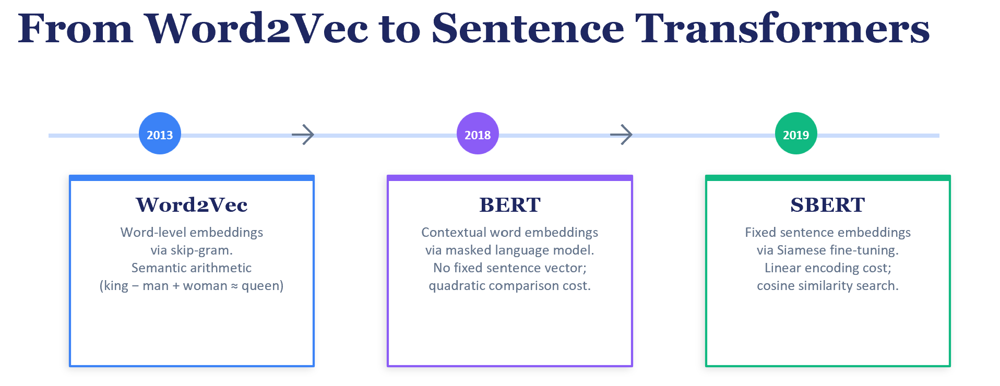 From Word2Vec to Sentence Transformers
2013
2018
2019
Word2Vec
Word-level embeddings
via skip-gram.
Semantic arithmetic
(king − man + woman ≈ queen)
BERT
Contextual word embeddings
via masked language model.
No fixed sentence vector;
quadratic comparison cost.
SBERT
Fixed sentence embeddings
via Siamese fine-tuning.
Linear encoding cost;
cosine similarity search.